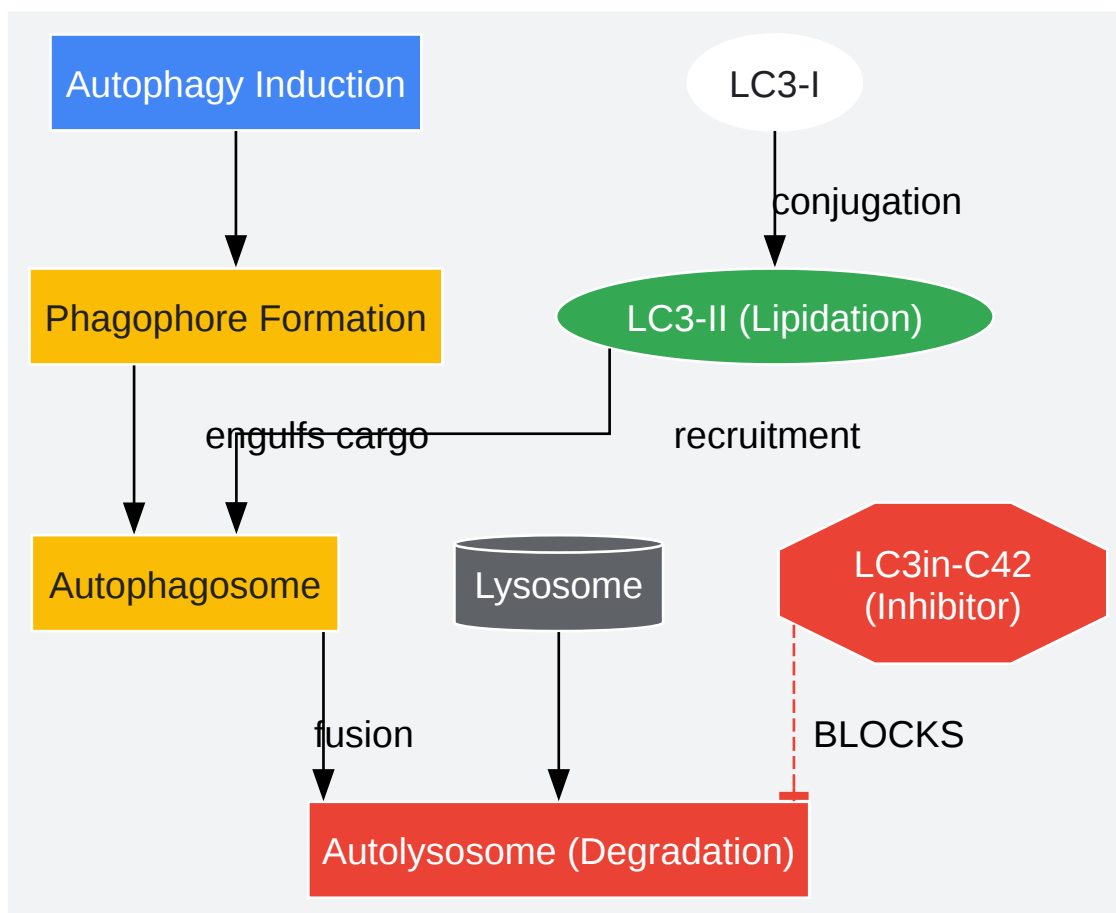 Autophagy Induction
LC3-I
conjugation
Phagophore Formation
LC3-II (Lipidation)
engulfs cargo
recruitment
Autophagosome
Lysosome
LC3in-C42
(Inhibitor)
fusion
BLOCKS
Autolysosome (Degradation)